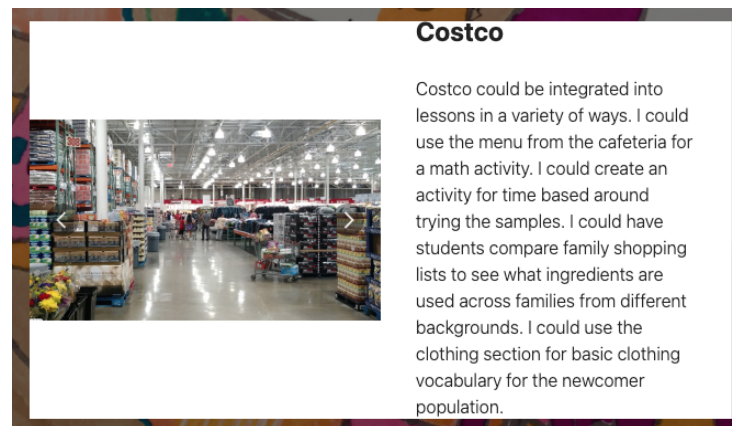 Costco
Costco could be integrated into
lessons in a variety of ways. I could
use the menu from the cafeteria for
a math activity. I could create an
activity for time based around
trying the samples. I could have
students compare family shopping
lists to see what ingredients are
used across families from different
backgrounds. I could use the
clothing section for basic clothing
vocabulary for the newcomer
population.